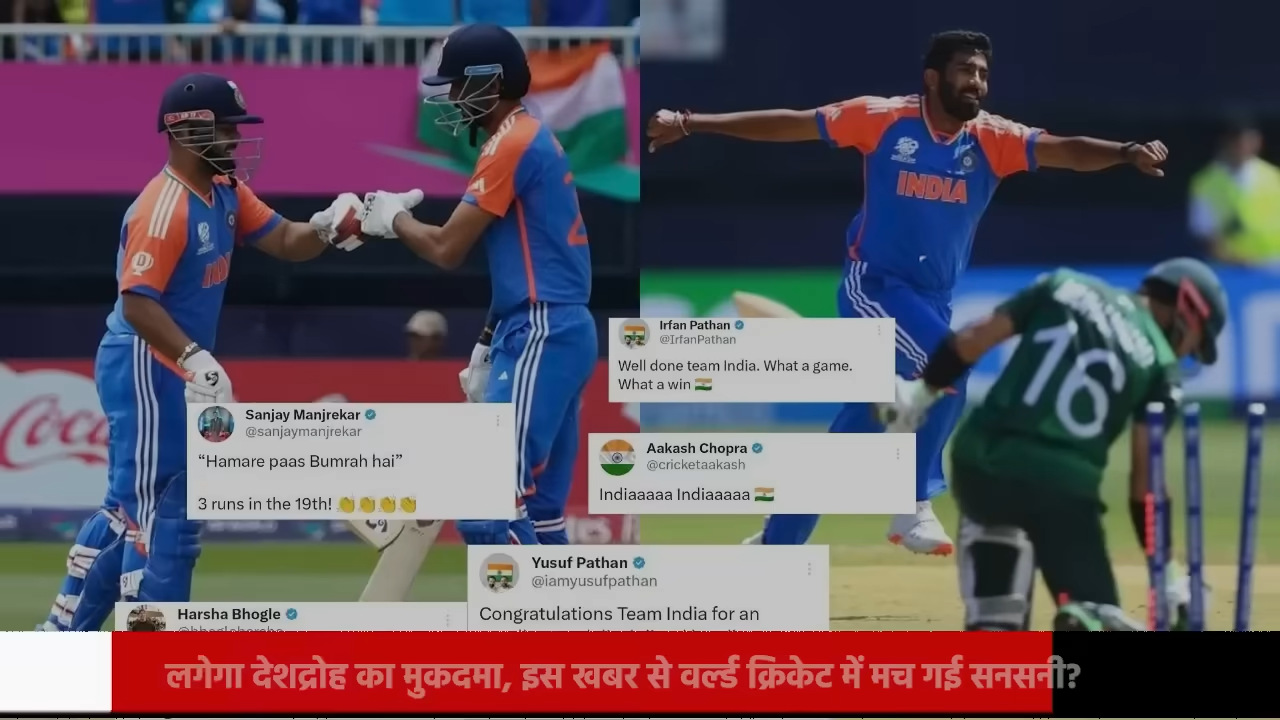 INDIA
16
Coca
Irfan Pathan
@IrfanPathan
Well done team India. What a game.
What a win 🇮🇳
Sanjay Manjrekar
@sanjaymanjrekar
“Hamare paas Bumrah hai”
3 runs in the 19th! 👏👏👏👏
Aakash Chopra
@cricketaakash
Indiaaaaa Indiaaaaa 🇮🇳
Yusuf Pathan
@iamyusufpathan
Congratulations Team India for an
Harsha Bhogle
लगेगा देशद्रोह का मुकदमा, इस खबर से वर्ल्ड क्रिकेट में मच गई सनसनी?